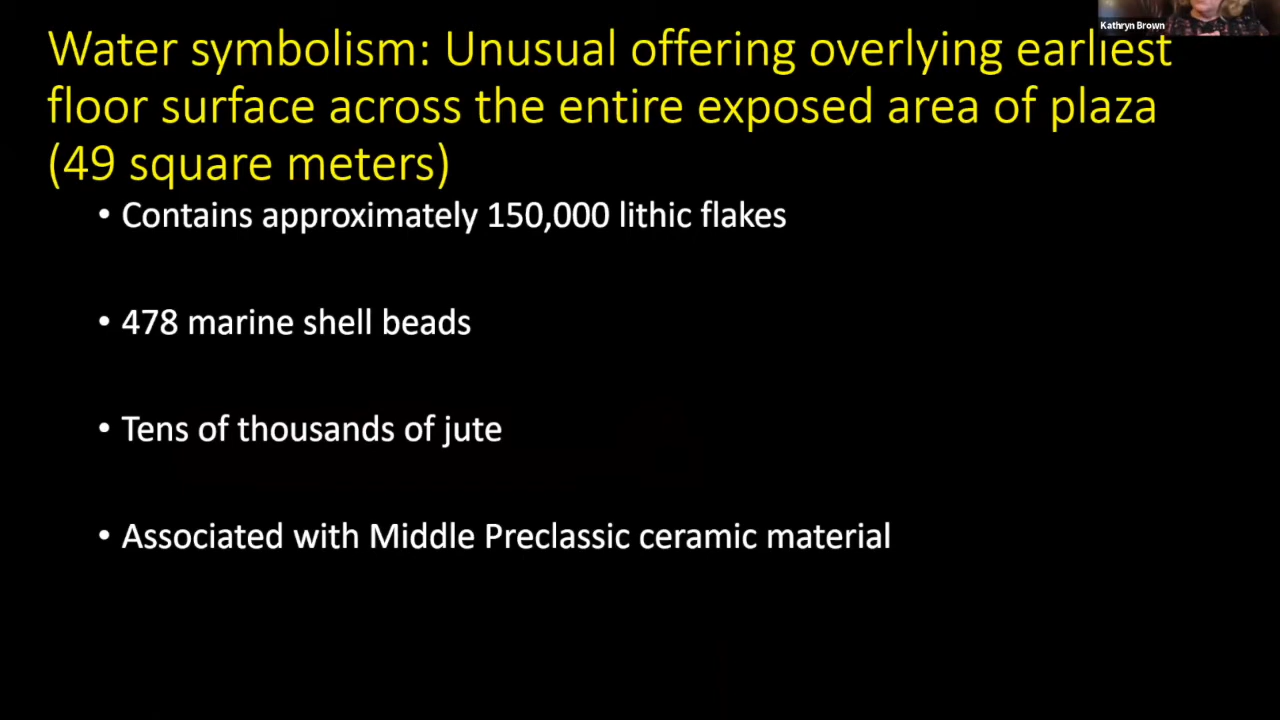 Kathryn Brown
Water symbolism: Unusual offering overlying earliest
floor surface across the entire exposed area of plaza
(49 square meters)
• Contains approximately 150,000 lithic flakes
• 478 marine shell beads
• Tens of thousands of jute
• Associated with Middle Preclassic ceramic material